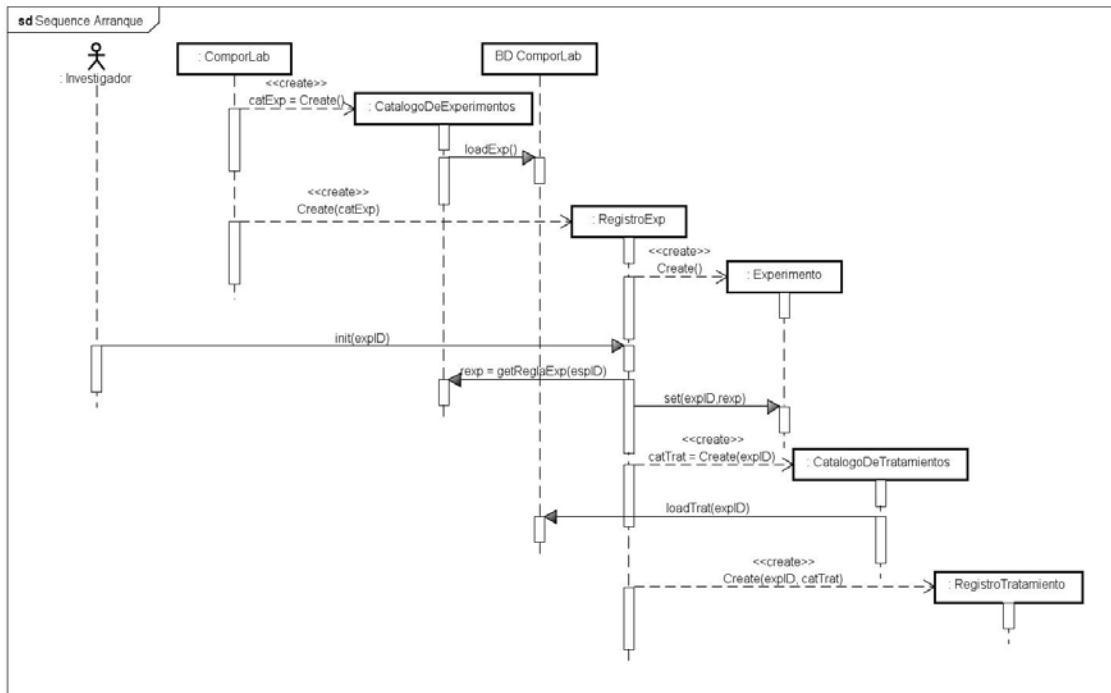 sd Sequence Arranque
: Investigador
: ComporLab
BD ComporLab
<<create>>
catExp = Create()
: CatalogoDeExperimentos
loadExp()
<<create>>
Create(catExp)
: RegistroExp
<<create>>
Create()
: Experimento
init(expID)
rexp = getReglaExp(espID)
set(expID,rexp)
<<create>>
catTrat = Create(expID)
: CatalogoDeTratamientos
loadTrat(expID)
<<create>>
Create(expID, catTrat)
: RegistroTratamiento